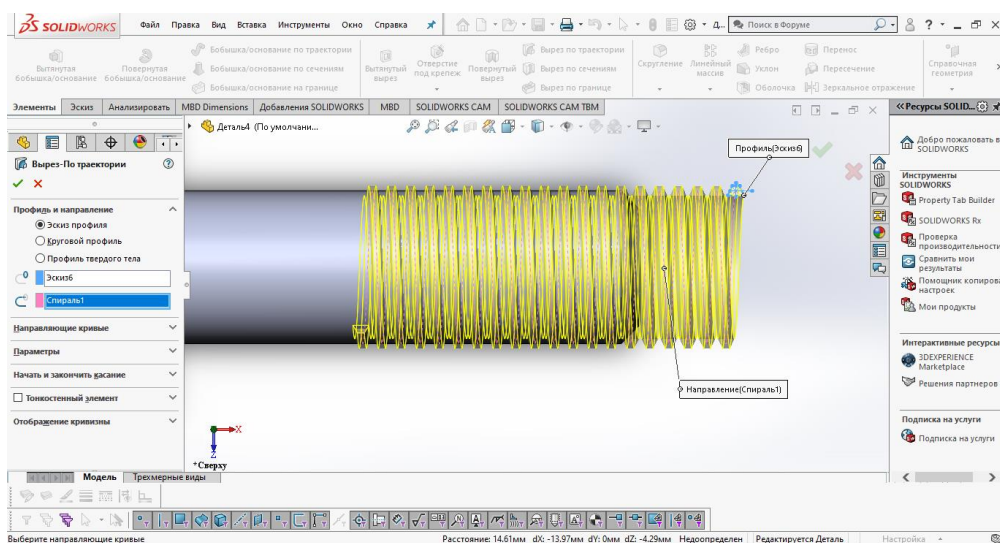 SOLIDWORKS Файл Правка Вид Вставка Инструменты Окно Справка Д... Поиск в Форуме
Вытянутая бобышка/основание
Повернутая бобышка/основание
Бобышка/основание по траектории
Бобышка/основание по сечениям
Бобышка/основание на границе
Вытянутый вырез
Отверстие под крепеж
Повернутый вырез
Вырез по траектории
Вырез по сечениям
Вырез по границе
Скругление
Линейный массив
Ребро
Уклон
Оболочка
Перенос
Пересечение
Зеркальное отражение
Справочная геометрия
Элементы Эскиз Анализировать MBD Dimensions Добавления SOLIDWORKS MBD SOLIDWORKS CAM SOLIDWORKS CAM TBM
Деталь4 (По умолчани...
Вырез-По траектории
Профиль и направление
Эскиз профиля
Круговой профиль
Профиль твердого тела
Эскиз6
Спираль1
Направляющие кривые
Параметры
Начать и закончить касание
Тонкостенный элемент
Отображение кривизны
Профиль(Эскиз6)
Направление(Спираль1)
X
Z
*Сверху
Ресурсы SOLID...
Добро пожаловать в
SOLIDWORKS
Инструменты
SOLIDWORKS
Property Tab Builder
SOLIDWORKS Rx
Проверка
производительности
Сравнить мои
результаты
Помощник копирова
настроек
Мои продукты
Интерактивные ресурсы
3DEXPERIENCE
Marketplace
Решения партнеров
Подписка на услуги
Подписка на услуги
Модель Трехмерные виды
Выберите направляющие кривые Расстояние: 14.61мм dX: -13.97мм dY: 0мм dZ: -4.29мм Недоопределен Редактируется Деталь Настройка